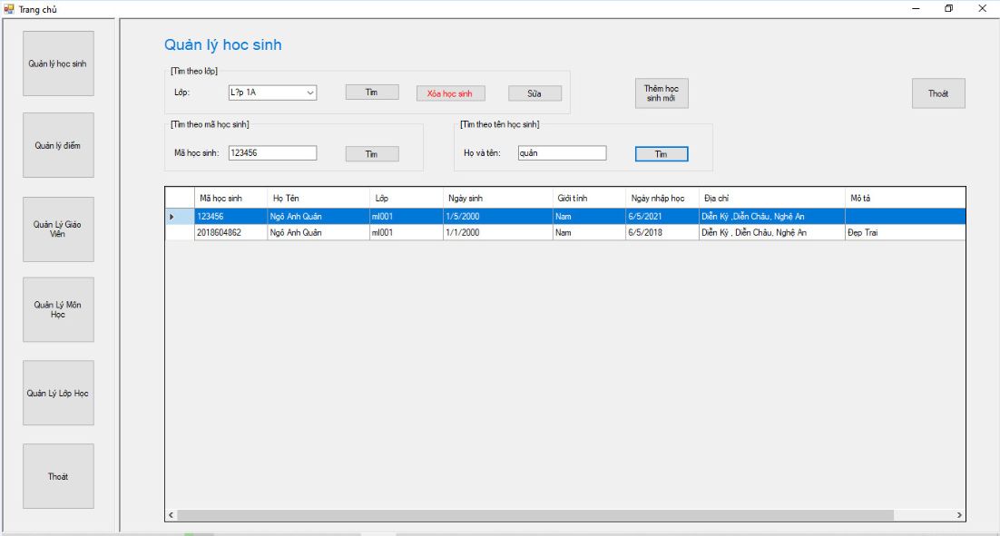 Trang chủ
Quản lý học sinh
Quản lý điểm
Quản Lý Giáo
Viên
Quản Lý Môn
Học
Quản Lý Lớp Học
Thoát
Quản lý hoc sinh
[Tìm theo lớp]
Lớp: L?p 1A Tìm Xóa học sinh Sửa
Thêm học
sinh mới
Thoát
[Tìm theo mã học sinh] [Tìm theo tên học sinh]
Mã học sinh: 123456 Tìm Họ và tên: quân Tìm
Mã học sinh Họ Tên Lớp Ngày sinh Giới tính Ngày nhập học Địa chỉ Mô tả
123456 Ngô Anh Quân ml001 1/5/2000 Nam 6/5/2021 Diễn Kỷ ,Diễn Châu, Nghệ An
2018604862 Ngô Anh Quân ml001 1/1/2000 Nam 6/5/2018 Diễn Kỷ , Diễn Châu, Nghệ An Đẹp Trai